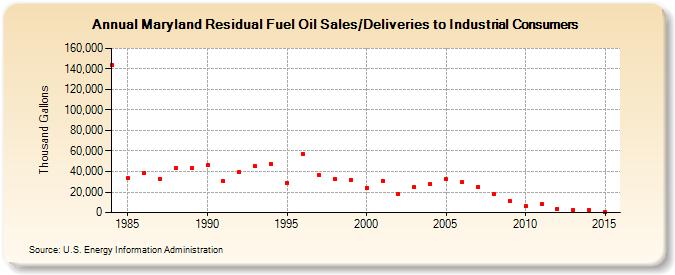 Annual Maryland Residual Fuel Oil Sales/Deliveries to Industrial Consumers
Thousand Gallons
160,000
140,000
120,000
100,000
80,000
60,000
40,000
20,000
0
1985 1990 1995 2000 2005 2010 2015
Source: U.S. Energy Information Administration